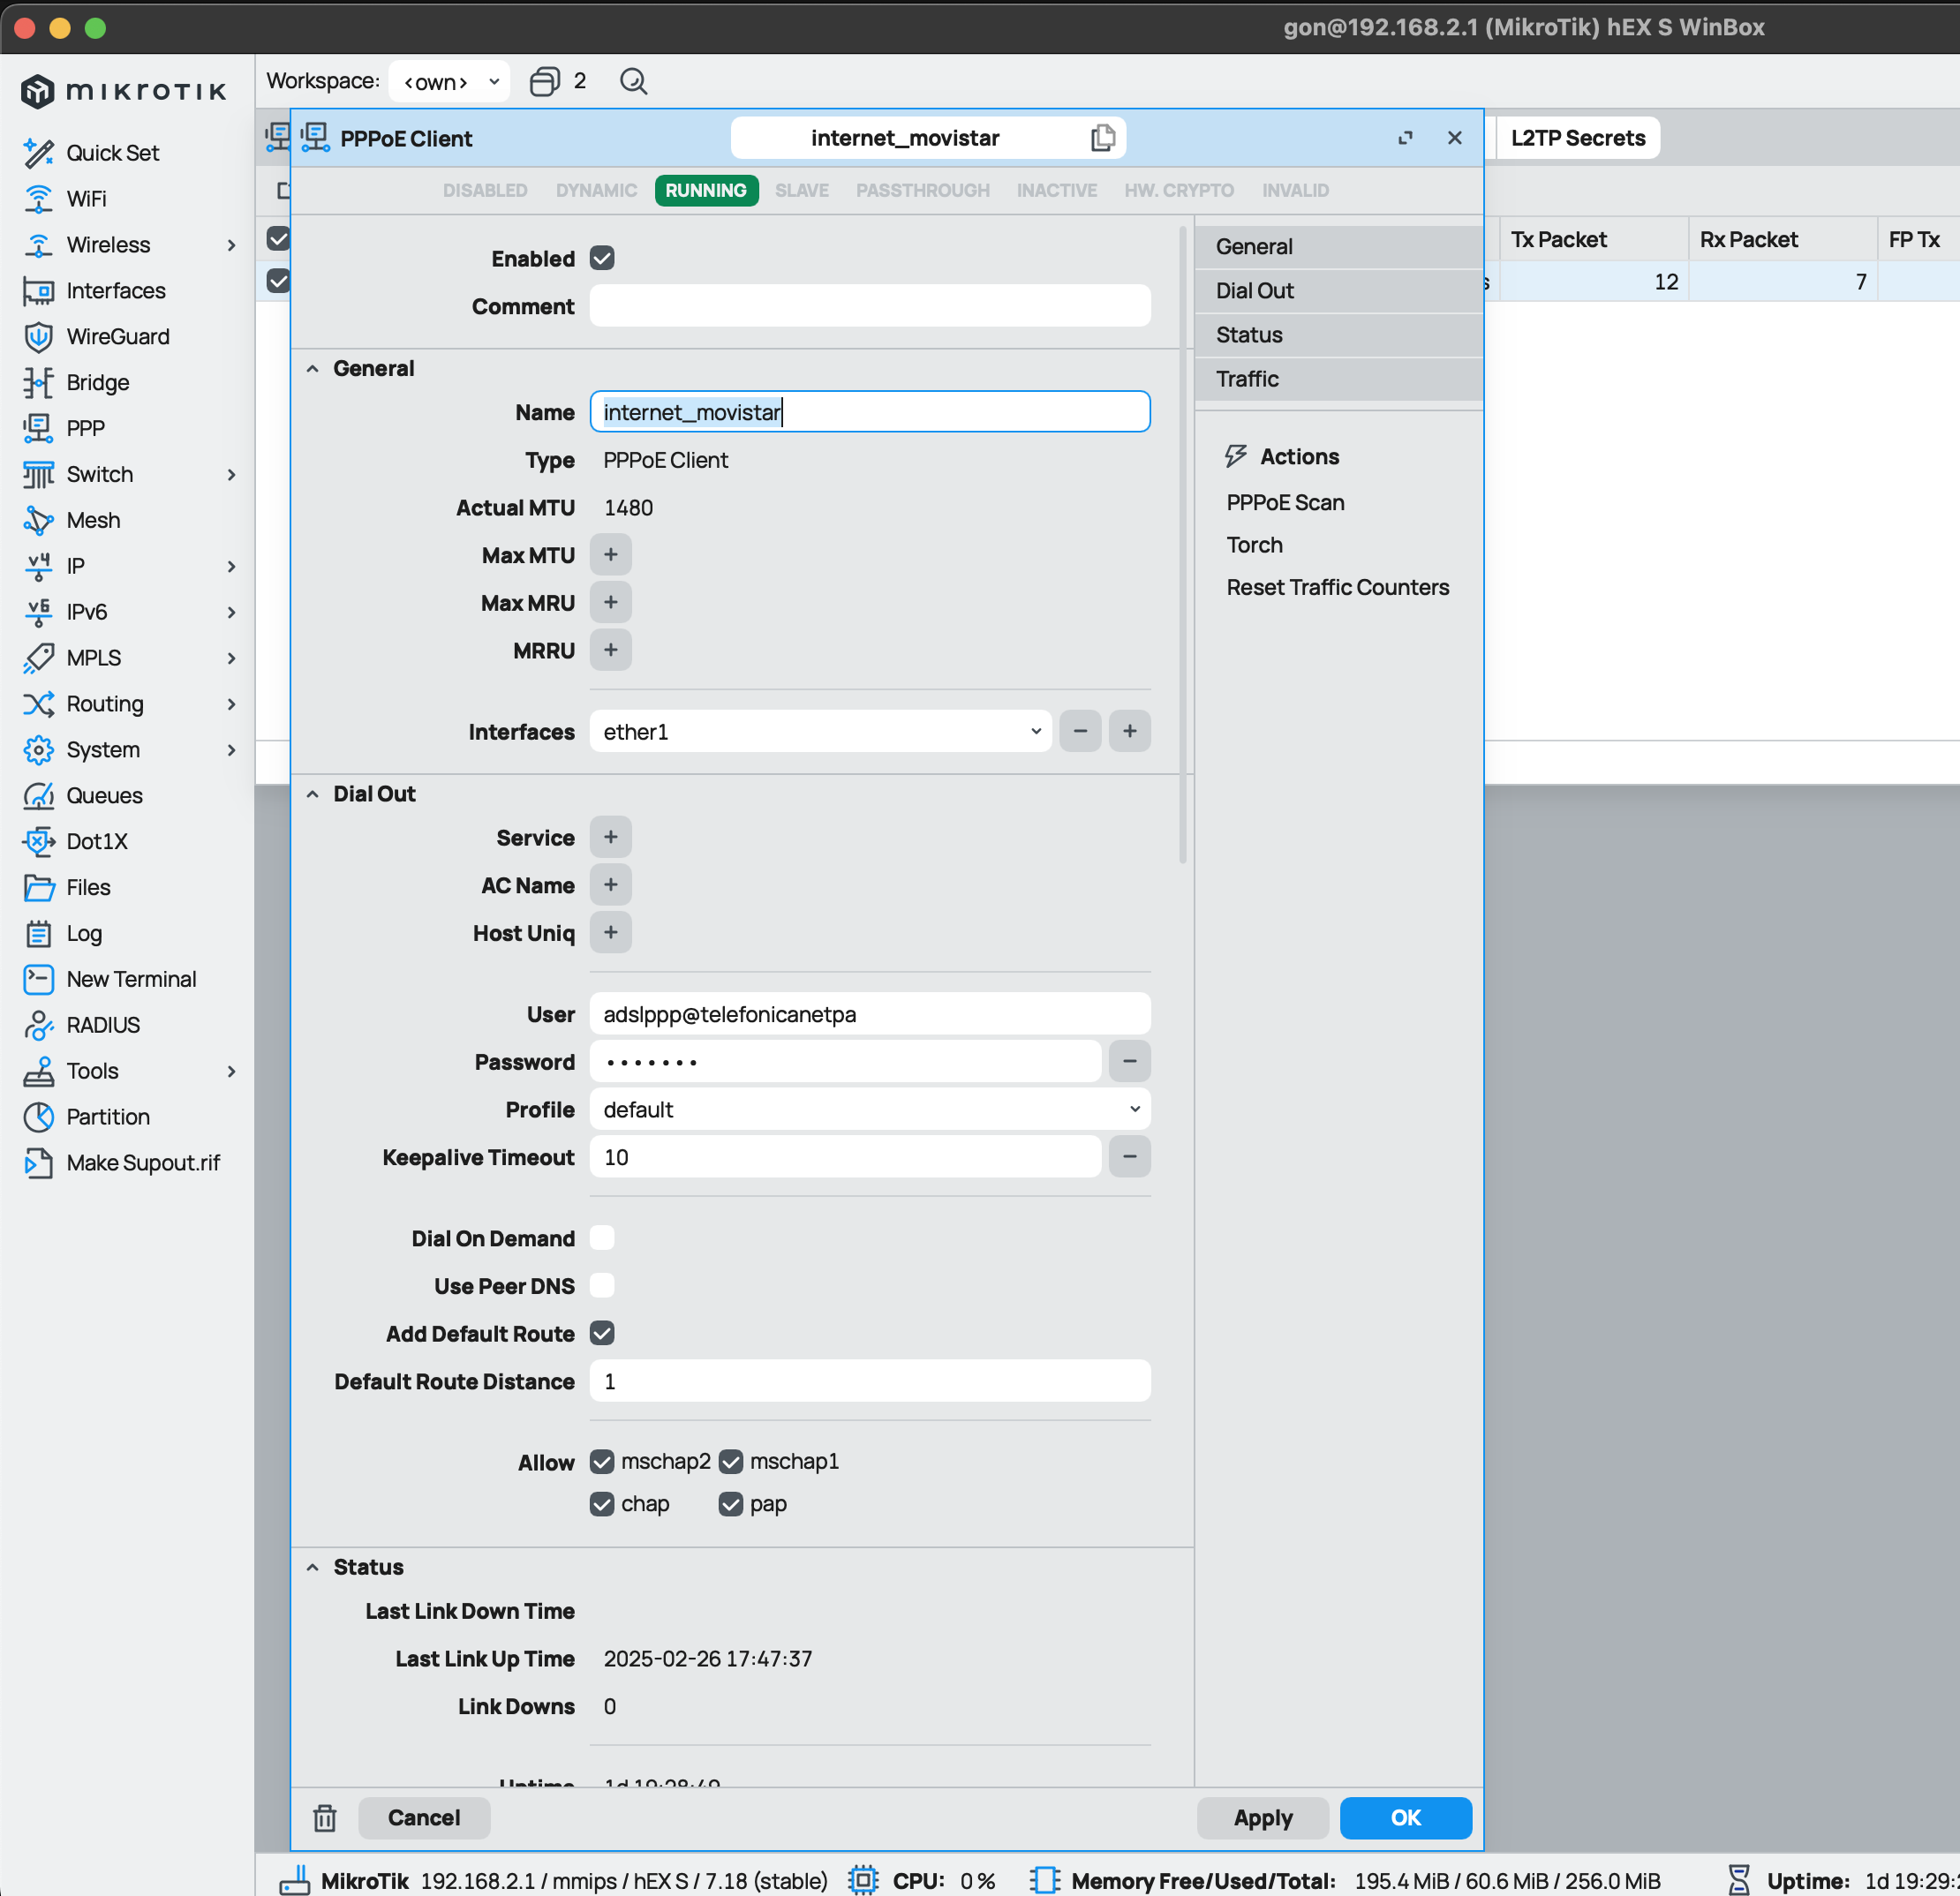 gon@192.168.2.1 (MikroTik) hEX S WinBox
mikrotik
Workspace: <own> 2
PPPoE Client internet_movistar
L2TP Secrets
DISABLED DYNAMIC RUNNING SLAVE PASSTHROUGH INACTIVE HW. CRYPTO INVALID
Tx Packet Rx Packet FP Tx
12 7
Quick Set
WiFi
Wireless
Interfaces
WireGuard
Bridge
PPP
Switch
Mesh
IP
IPv6
MPLS
Routing
System
Queues
Dot1X
Files
Log
New Terminal
RADIUS
Tools
Partition
Make Supout.rif
Enabled
Comment
General
Name internet_movistar
Type PPPoE Client
Actual MTU 1480
Max MTU +
Max MRU +
MRRU +
Interfaces ether1 − +
Dial Out
Service +
AC Name +
Host Uniq +
User adslppp@telefonicanetpa
Password ••••••• −
Profile default
Keepalive Timeout 10 −
Dial On Demand
Use Peer DNS
Add Default Route
Default Route Distance 1
Allow mschap2 mschap1
chap pap
Status
Last Link Down Time
Last Link Up Time 2025-02-26 17:47:37
Link Downs 0
Uptime 1d 19:28:49
General
Dial Out
Status
Traffic
Actions
PPPoE Scan
Torch
Reset Traffic Counters
Cancel Apply OK
MikroTik 192.168.2.1 / mmips / hEX S / 7.18 (stable) CPU: 0 % Memory Free/Used/Total: 195.4 MiB / 60.6 MiB / 256.0 MiB Uptime: 1d 19:29: